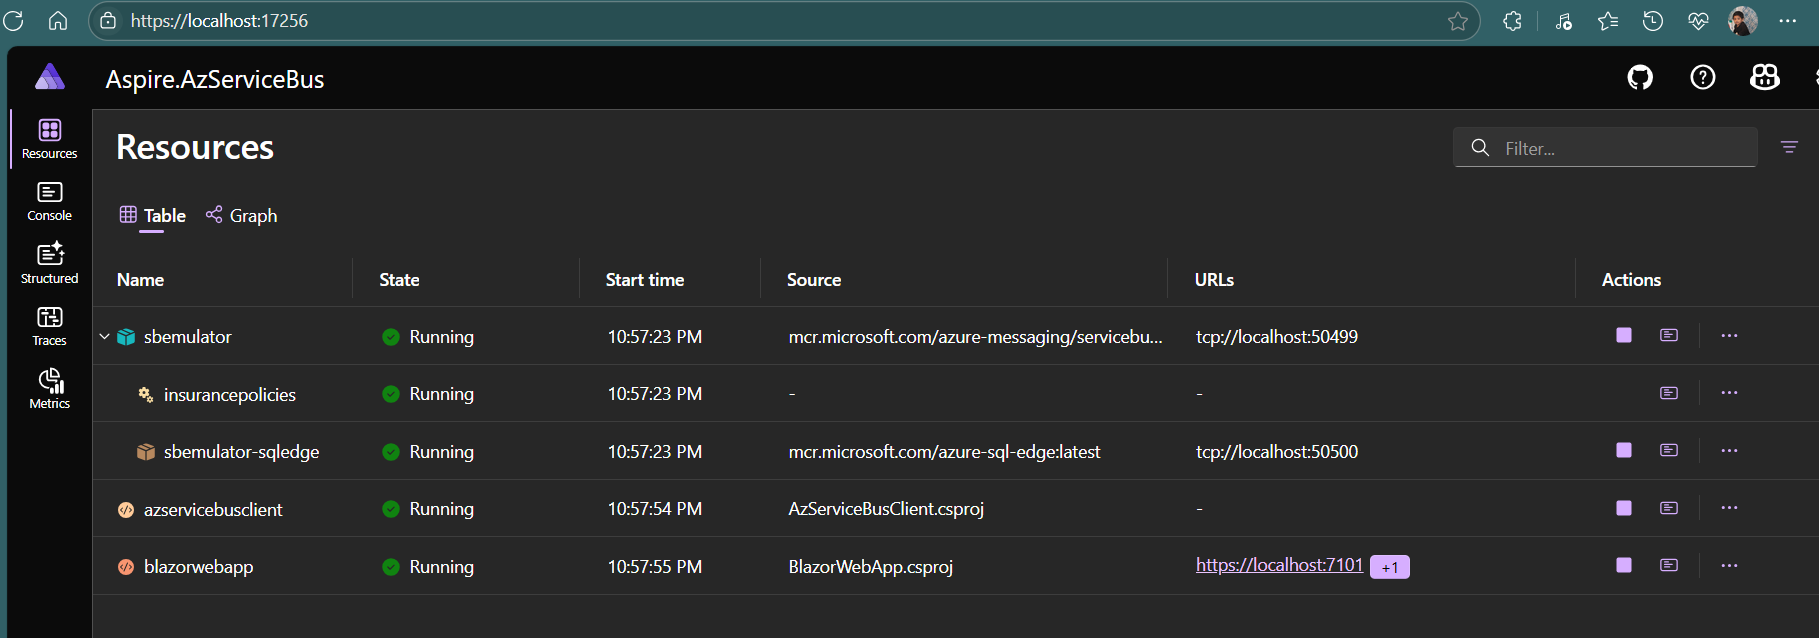 https://localhost:17256
Aspire.AzServiceBus
Resources
Console
Structured
Traces
Metrics
Resources
Filter...
Table Graph
Name State Start time Source URLs Actions
sbemulator Running 10:57:23 PM mcr.microsoft.com/azure-messaging/servicebu... tcp://localhost:50499
insurancepolicies Running 10:57:23 PM - -
sbemulator-sqledge Running 10:57:23 PM mcr.microsoft.com/azure-sql-edge:latest tcp://localhost:50500
azservicebusclient Running 10:57:54 PM AzServiceBusClient.csproj -
blazorwebapp Running 10:57:55 PM BlazorWebApp.csproj https://localhost:7101 +1